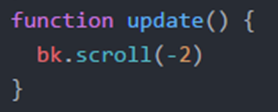 function update() {
  bk.scroll(-2)
}